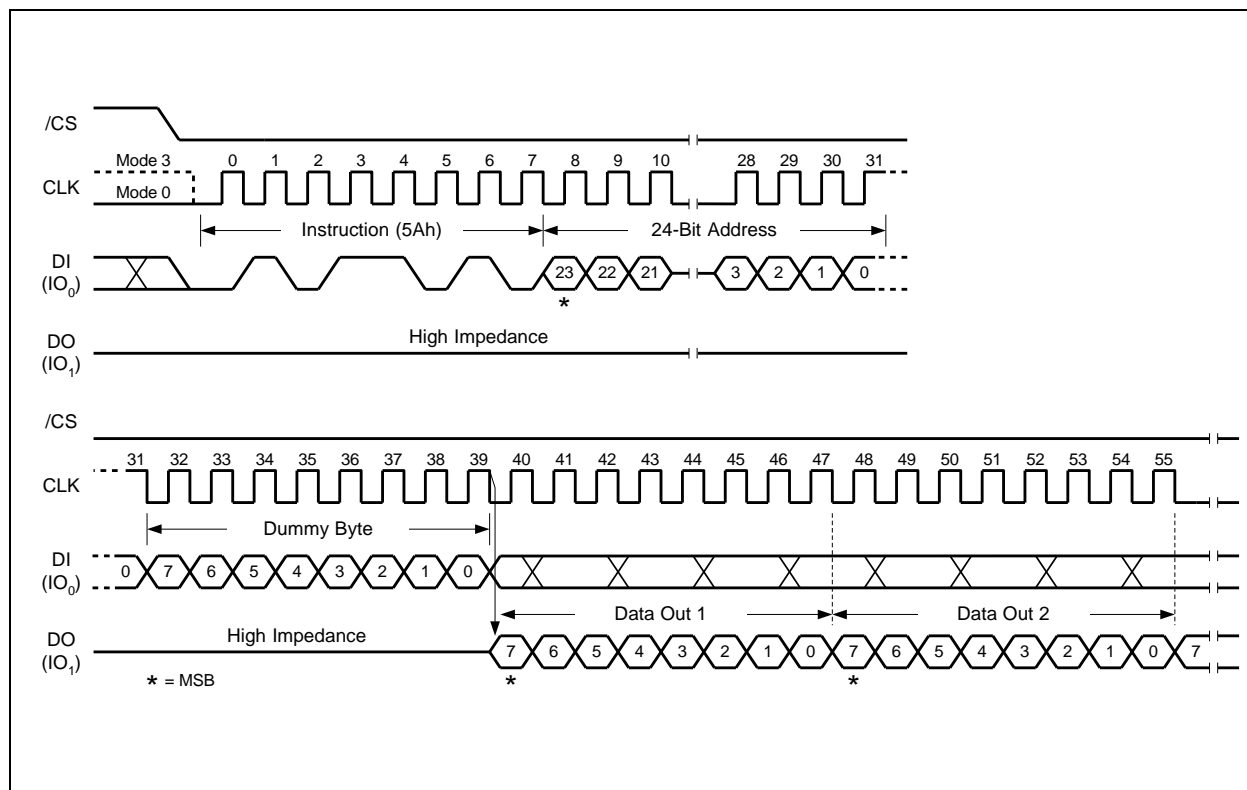 /CS
Mode 3 0 1 2 3 4 5 6 7 8 9 10 28 29 30 31
CLK
Mode 0
Instruction (5Ah) 24-Bit Address
DI
(IO0) 23 22 21 3 2 1 0
*
DO High Impedance
(IO1)
/CS
31 32 33 34 35 36 37 38 39 40 41 42 43 44 45 46 47 48 49 50 51 52 53 54 55
CLK
Dummy Byte
DI
(IO0) 0 7 6 5 4 3 2 1 0
Data Out 1 Data Out 2
DO High Impedance
(IO1) 7 6 5 4 3 2 1 0 7 6 5 4 3 2 1 0 7
* = MSB * *